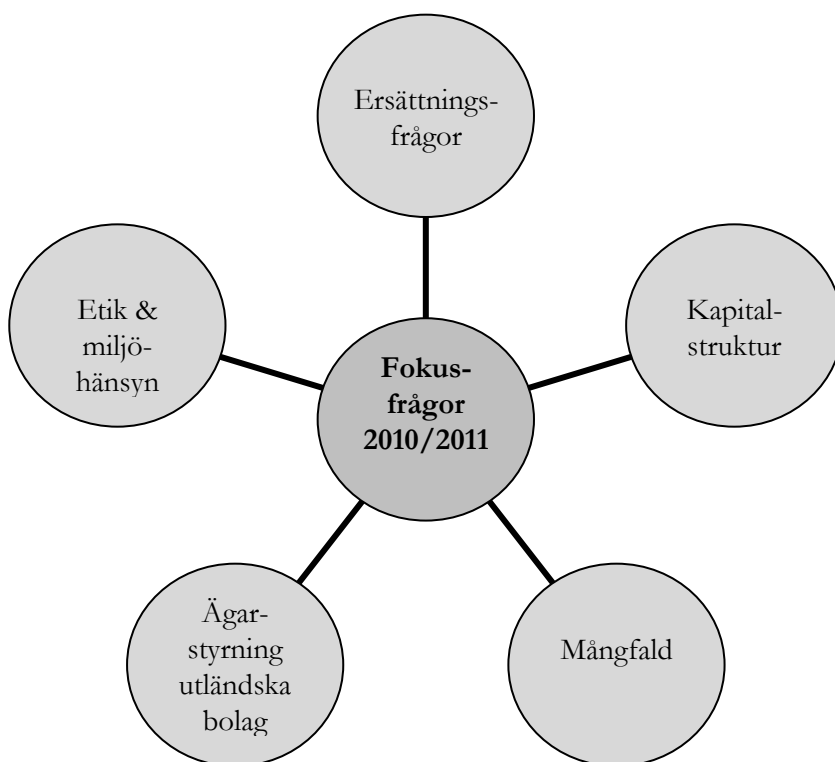 Ersättnings-
frågor
Etik &
miljö-
hänsyn
Kapital-
struktur
Fokus-
frågor
2010/2011
Ägar-
styrning
utländska
bolag
Mångfald